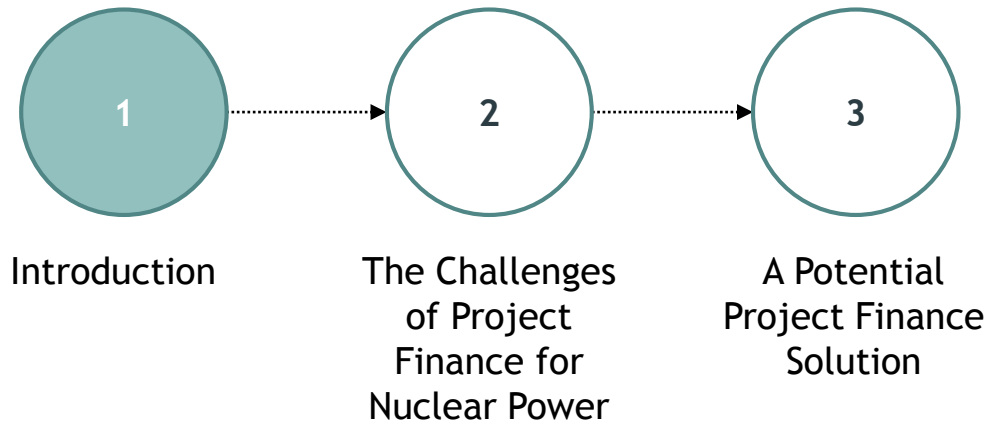 1
2
3
Introduction
The Challenges
of Project
Finance for
Nuclear Power
A Potential
Project Finance
Solution